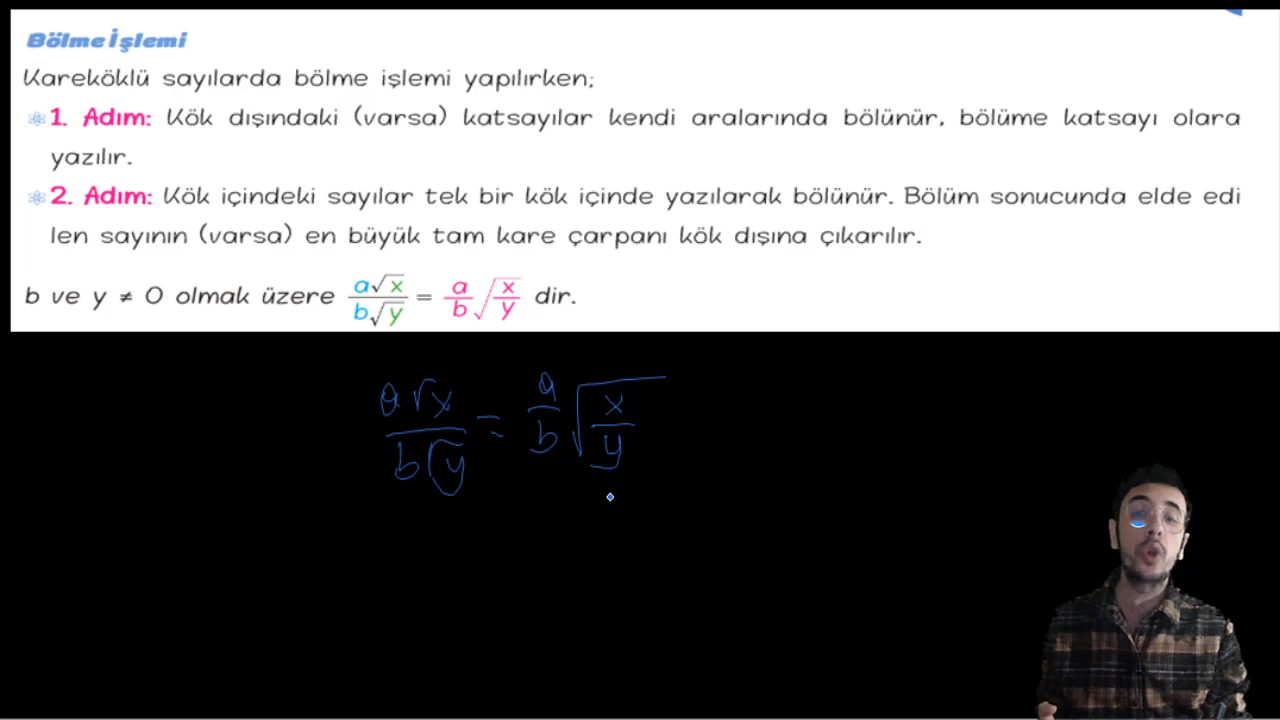 Bölme İşlemi
Kareköklü sayılarda bölme işlemi yapılırken;
1. Adım: Kök dışındaki (varsa) katsayılar kendi aralarında bölünür, bölüme katsayı olara
yazılır.
2. Adım: Kök içindeki sayılar tek bir kök içinde yazılarak bölünür. Bölüm sonucunda elde edi
len sayının (varsa) en büyük tam kare çarpanı kök dışına çıkarılır.
b ve y ≠ 0 olmak üzere a√x / b√y = a/b √(x/y) dir.
a√x / b√y = a/b √(x/y)